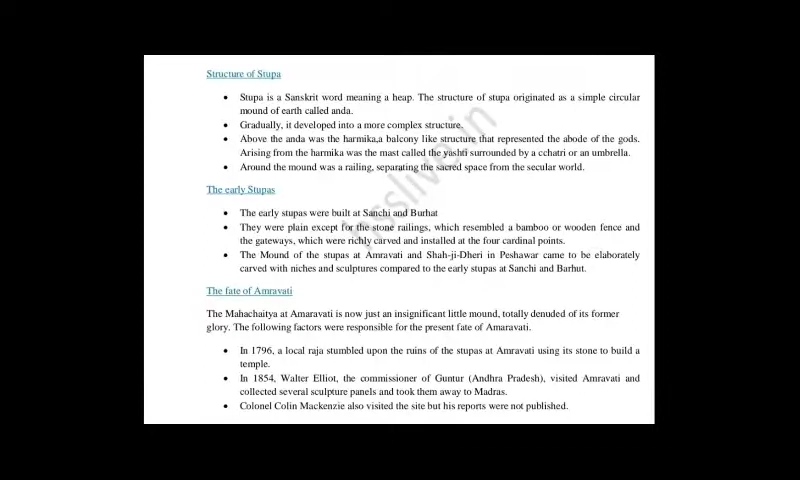 Structure of Stupa
• Stupa is a Sanskrit word meaning a heap. The structure of stupa originated as a simple circular
mound of earth called anda.
• Gradually, it developed into a more complex structure.
• Above the anda was the harmika,a balcony like structure that represented the abode of the gods.
Arising from the harmika was the mast called the yashti surrounded by a cchatri or an umbrella.
• Around the mound was a railing, separating the sacred space from the secular world.
The early Stupas
• The early stupas were built at Sanchi and Burhat
• They were plain except for the stone railings, which resembled a bamboo or wooden fence and
the gateways, which were richly carved and installed at the four cardinal points.
• The Mound of the stupas at Amravati and Shah-ji-Dheri in Peshawar came to be elaborately
carved with niches and sculptures compared to the early stupas at Sanchi and Barhut.
The fate of Amravati
The Mahachaitya at Amaravati is now just an insignificant little mound, totally denuded of its former
glory. The following factors were responsible for the present fate of Amaravati.
• In 1796, a local raja stumbled upon the ruins of the stupas at Amravati using its stone to build a
temple.
• In 1854, Walter Elliot, the commissioner of Guntur (Andhra Pradesh), visited Amravati and
collected several sculpture panels and took them away to Madras.
• Colonel Colin Mackenzie also visited the site but his reports were not published.
hsslive.in